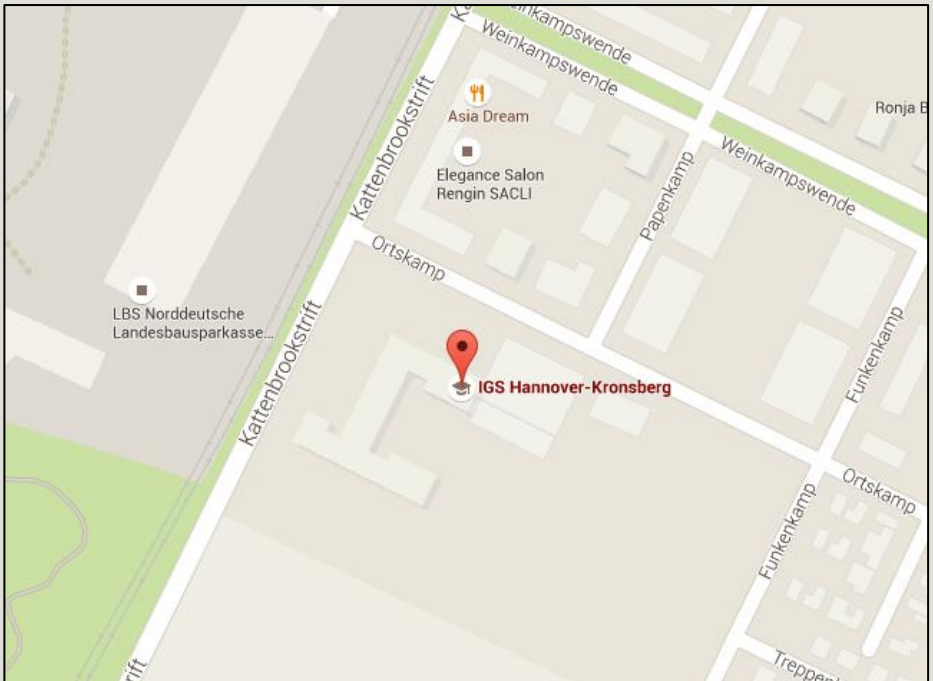 Weinkampswende
Weinkampswende
Asia Dream
Ronja B
Kattenbrookstrift
Elegance Salon
Rengin SACLI
Weinkampswende
Papenkamp
Ortskamp
LBS Norddeutsche
Landesbausparkasse...
Kattenbrookstrift
Funkenkamp
IGS Hannover-Kronsberg
Ortskamp
Funkenkamp